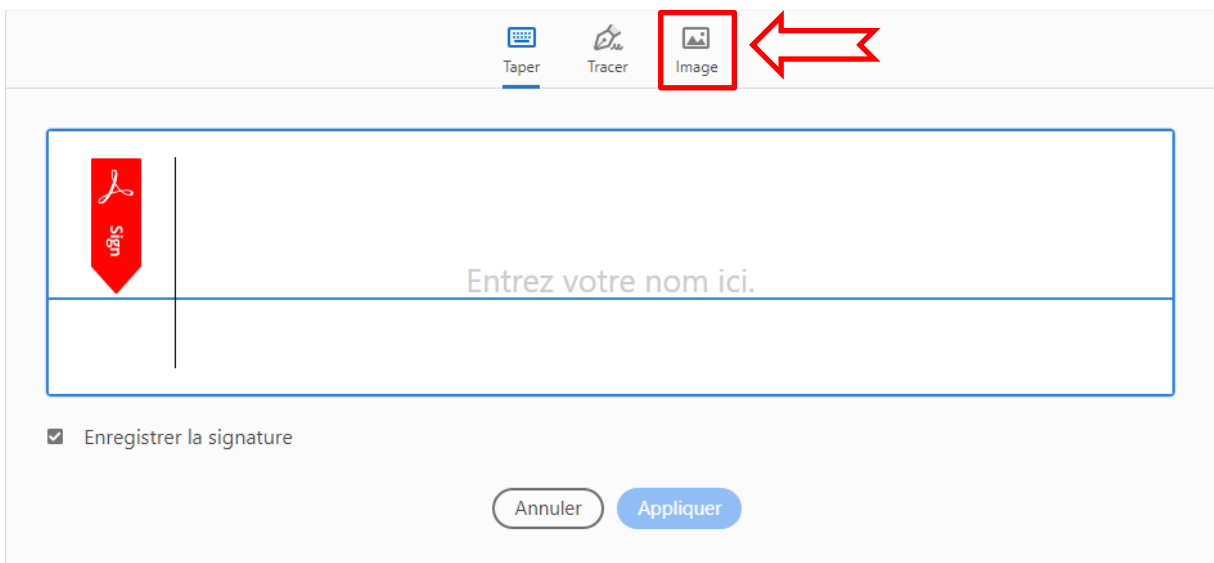 Taper Tracer Image
Sign
Entrez votre nom ici.
Enregistrer la signature
Annuler Appliquer